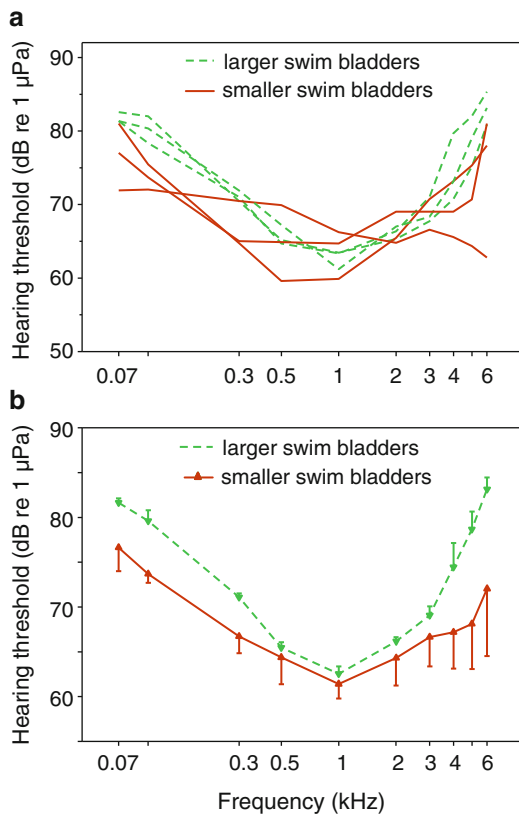 a
90
larger swim bladders
smaller swim bladders
80
70
60
50
Hearing threshold (dB re 1 µPa)
0.07 0.3 0.5 1 2 3 4 6
b
90
larger swim bladders
smaller swim bladders
80
70
60
Hearing threshold (dB re 1 µPa)
0.07 0.3 0.5 1 2 3 4 6
Frequency (kHz)